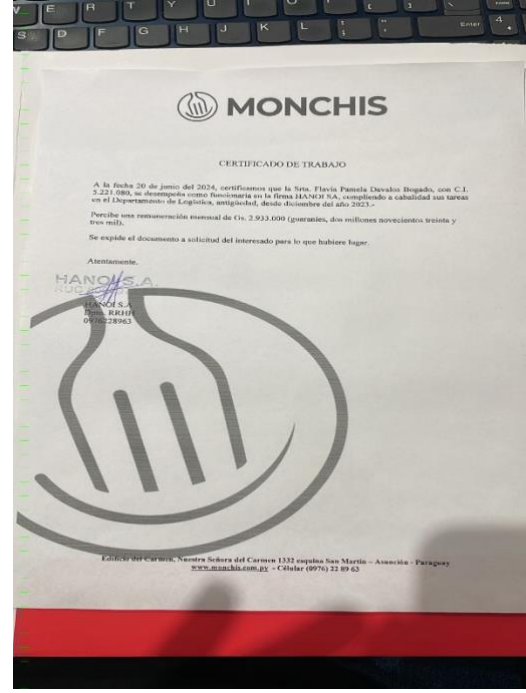 E R T Y U
S D F G H J K L Enter 4
MONCHIS
CERTIFICADO DE TRABAJO
A la fecha 20 de junio del 2024, certificamos que la Srta. Flavia Pamela Davalos Bogado, con C.I.
5.221.080, se desempeña como funcionaria en la firma HANOI SA, cumpliendo a cabalidad sus tareas
en el Departamento de Logística, antigüedad, desde diciembre del año 2023.-
Percibe una remuneración mensual de Gs. 2.933.000 (guaraníes, dos millones novecientos treinta y
tres mil).
Se expide el documento a solicitud del interesado para lo que hubiere lugar.
Atentamente.
HANOI S.A.
HANOI S.A
Dpto. RRHH
0976228963
Edificio del Carmen, Nuestra Señora del Carmen 1332 esquina San Martín – Asunción - Paraguay
www.monchis.com.py - Célular (0976) 22 89 63